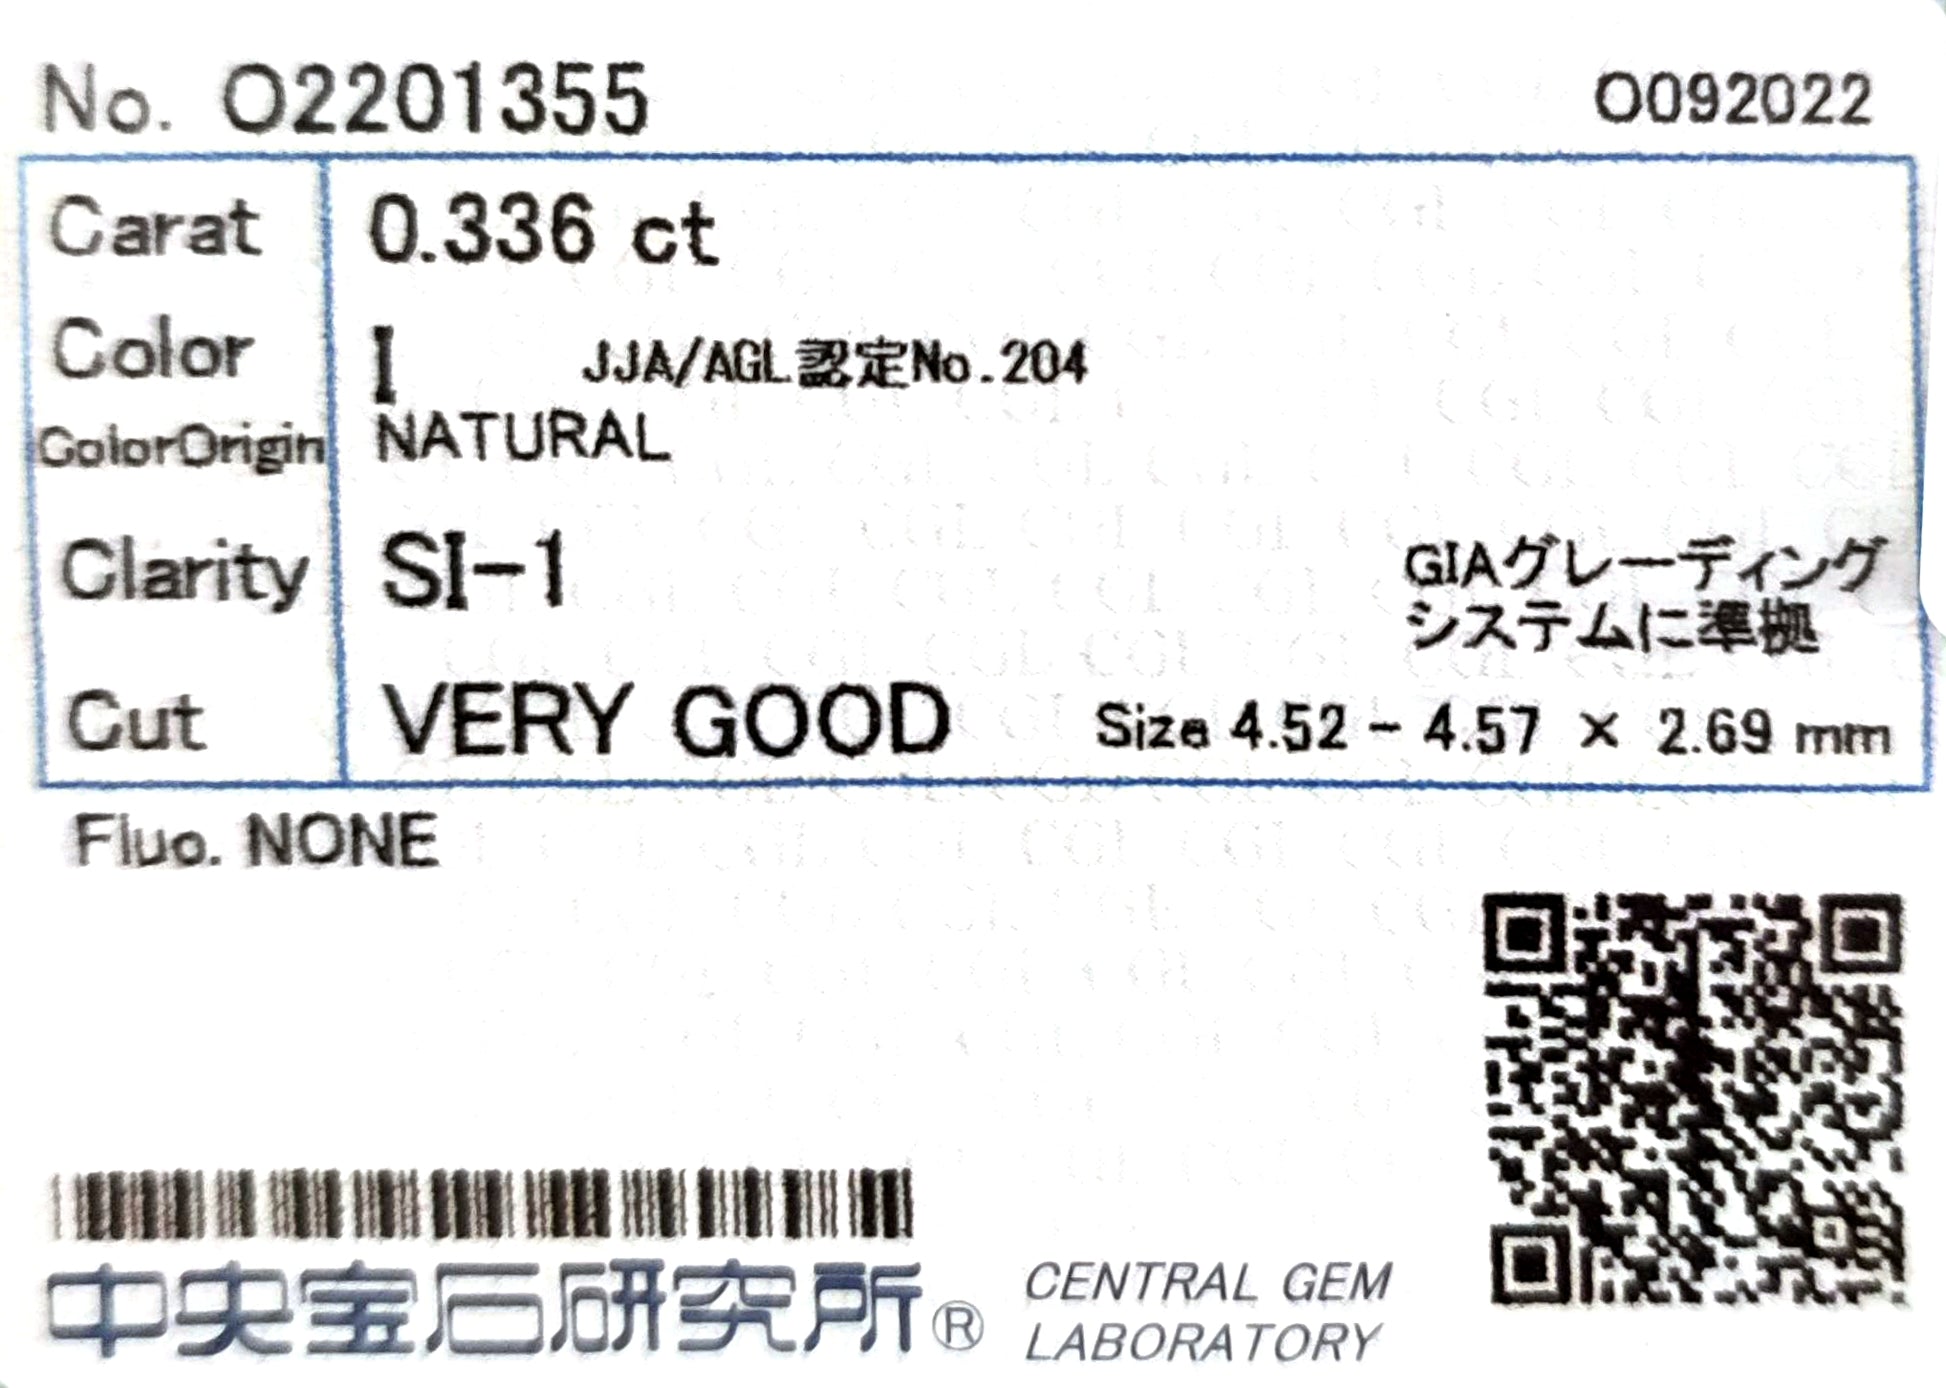 No. O2201355 O092022
Carat 0.336 ct
Color I JJA/AGL認定No.204
ColorOrigin NATURAL
Clarity SI-1 GIAグレーディング
システムに準拠
Cut VERY GOOD Size 4.52 - 4.57 × 2.69 mm
Fluo. NONE
中央宝石研究所® CENTRAL GEM
LABORATORY